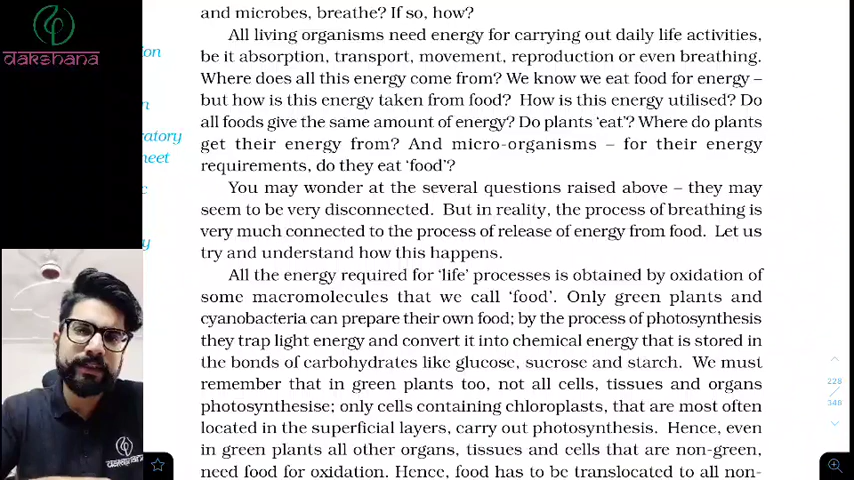 dakshana
tion
n
ratory
neet
c
y
and microbes, breathe? If so, how?
All living organisms need energy for carrying out daily life activities,
be it absorption, transport, movement, reproduction or even breathing.
Where does all this energy come from? We know we eat food for energy –
but how is this energy taken from food? How is this energy utilised? Do
all foods give the same amount of energy? Do plants ‘eat’? Where do plants
get their energy from? And micro-organisms – for their energy
requirements, do they eat ‘food’?
You may wonder at the several questions raised above – they may
seem to be very disconnected. But in reality, the process of breathing is
very much connected to the process of release of energy from food. Let us
try and understand how this happens.
All the energy required for ‘life’ processes is obtained by oxidation of
some macromolecules that we call ‘food’. Only green plants and
cyanobacteria can prepare their own food; by the process of photosynthesis
they trap light energy and convert it into chemical energy that is stored in
the bonds of carbohydrates like glucose, sucrose and starch. We must
remember that in green plants too, not all cells, tissues and organs
photosynthesise; only cells containing chloroplasts, that are most often
located in the superficial layers, carry out photosynthesis. Hence, even
in green plants all other organs, tissues and cells that are non-green,
need food for oxidation. Hence, food has to be translocated to all non-
228
340
dakshana